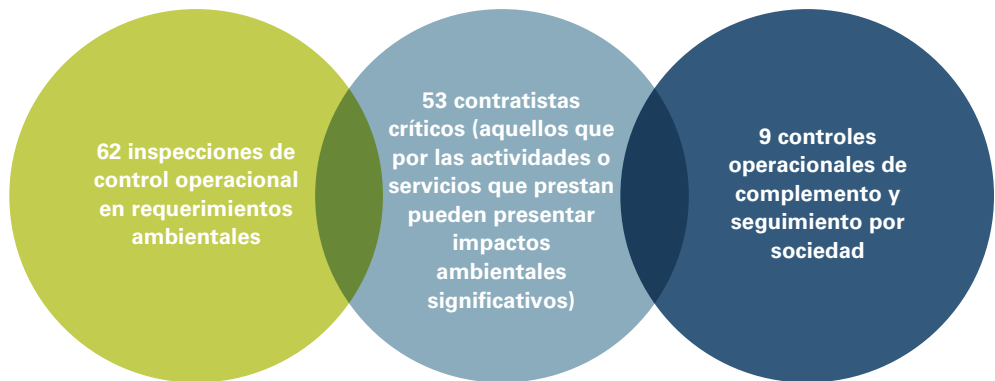 62 inspecciones de
control operacional
en requerimientos
ambientales
53 contratistas
críticos (aquellos que
por las actividades o
servicios que prestan
pueden presentar
impactos
ambientales
significativos)
9 controles
operacionales de
complemento y
seguimiento por
sociedad